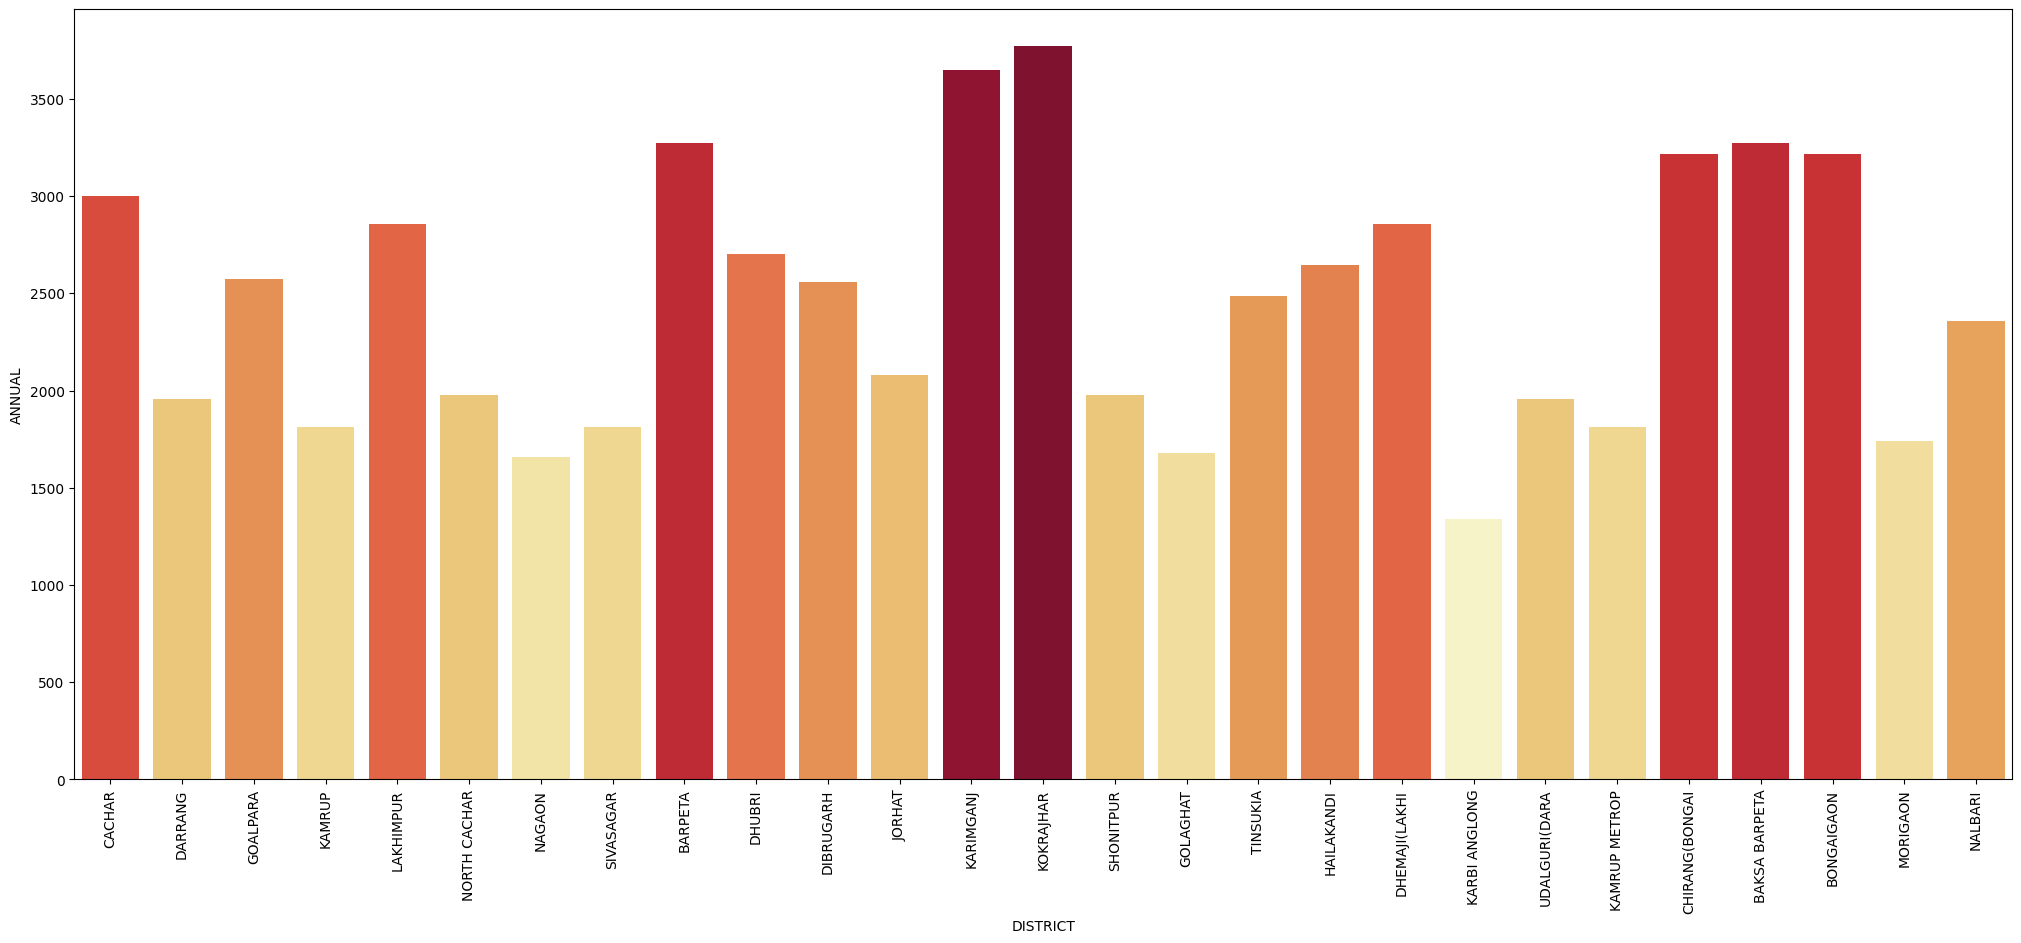 3500
3000
2500
2000
1500
1000
500
0
ANNUAL
CACHAR
DARRANG
GOALPARA
KAMRUP
LAKHIMPUR
NORTH CACHAR
NAGAON
SIVASAGAR
BARPETA
DHUBRI
DIBRUGARH
JORHAT
KARIMGANJ
KOKRAJHAR
SHONITPUR
GOLAGHAT
TINSUKIA
HAILAKANDI
DHEMAJI(LAKHI
KARBI ANGLONG
UDALGURI(DARA
KAMRUP METROP
CHIRANG(BONGAI
BAKSA BARPETA
BONGAIGAON
MORIGAON
NALBARI
DISTRICT